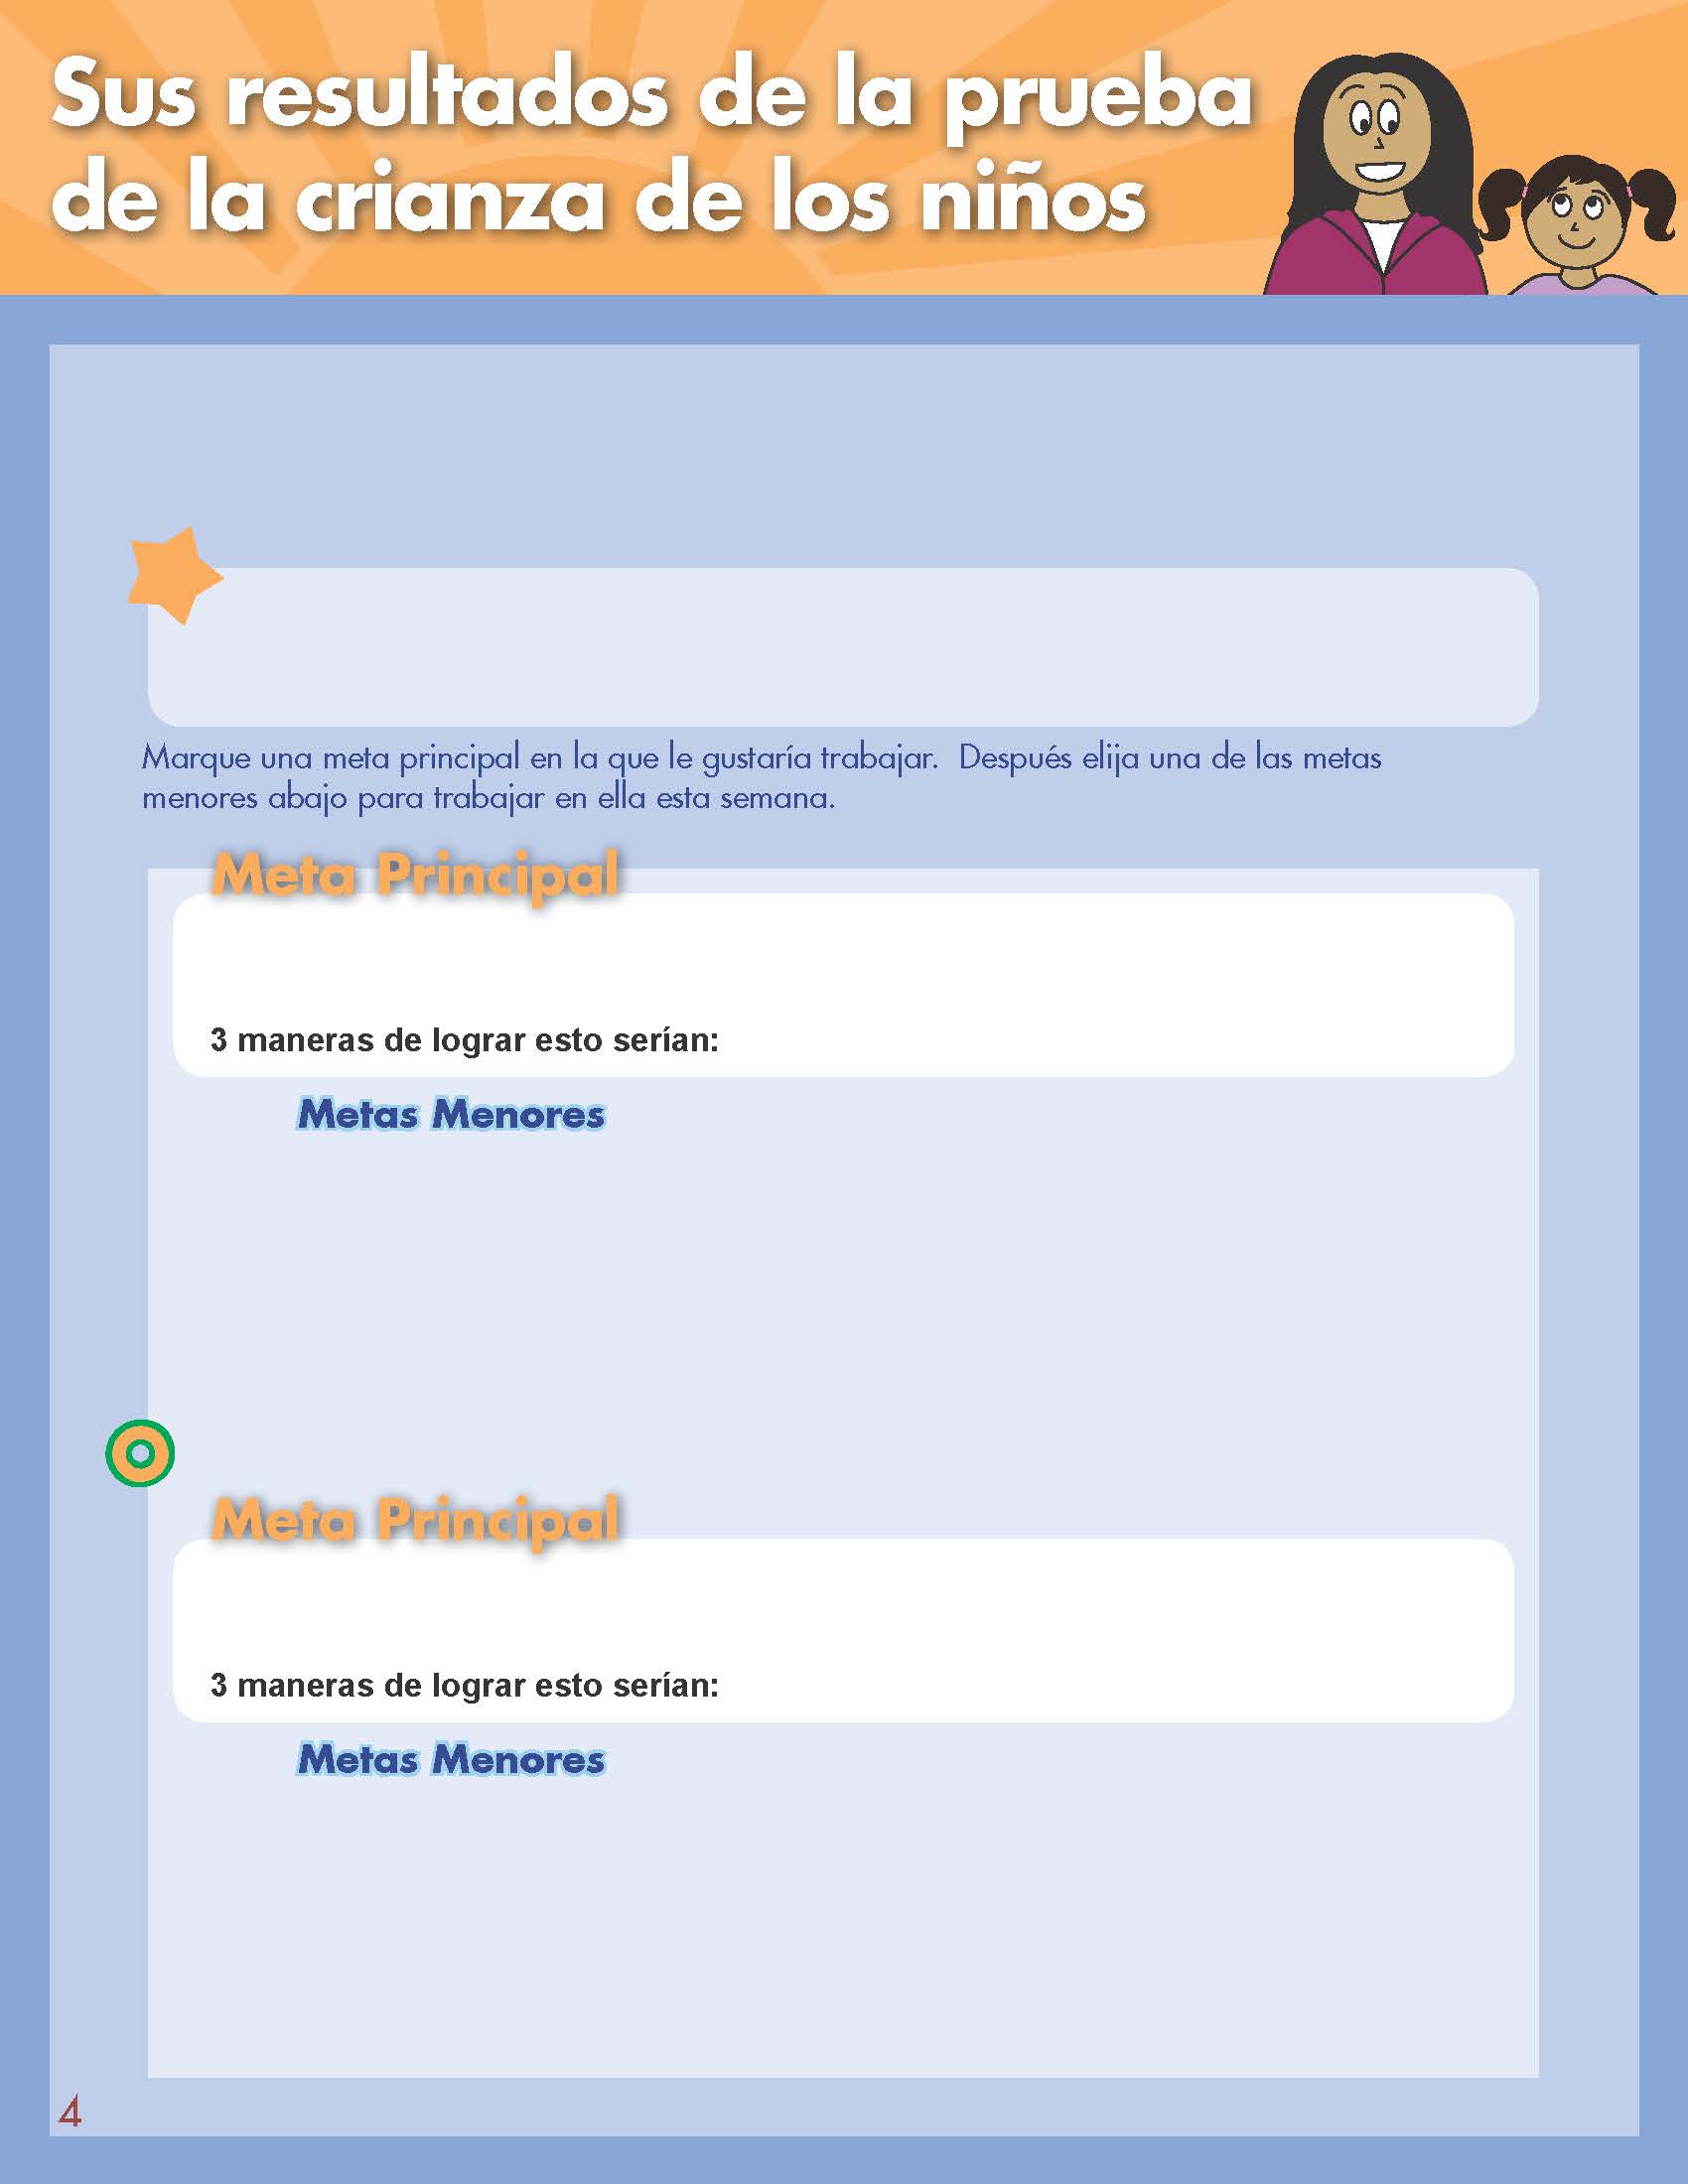 Sus resultados de la prueba
de la crianza de los niños
Marque una meta principal en la que le gustaría trabajar.  Después elija una de las metas
menores abajo para trabajar en ella esta semana.
Meta Principal
3 maneras de lograr esto serían:
Metas Menores
Meta Principal
3 maneras de lograr esto serían:
Metas Menores
4